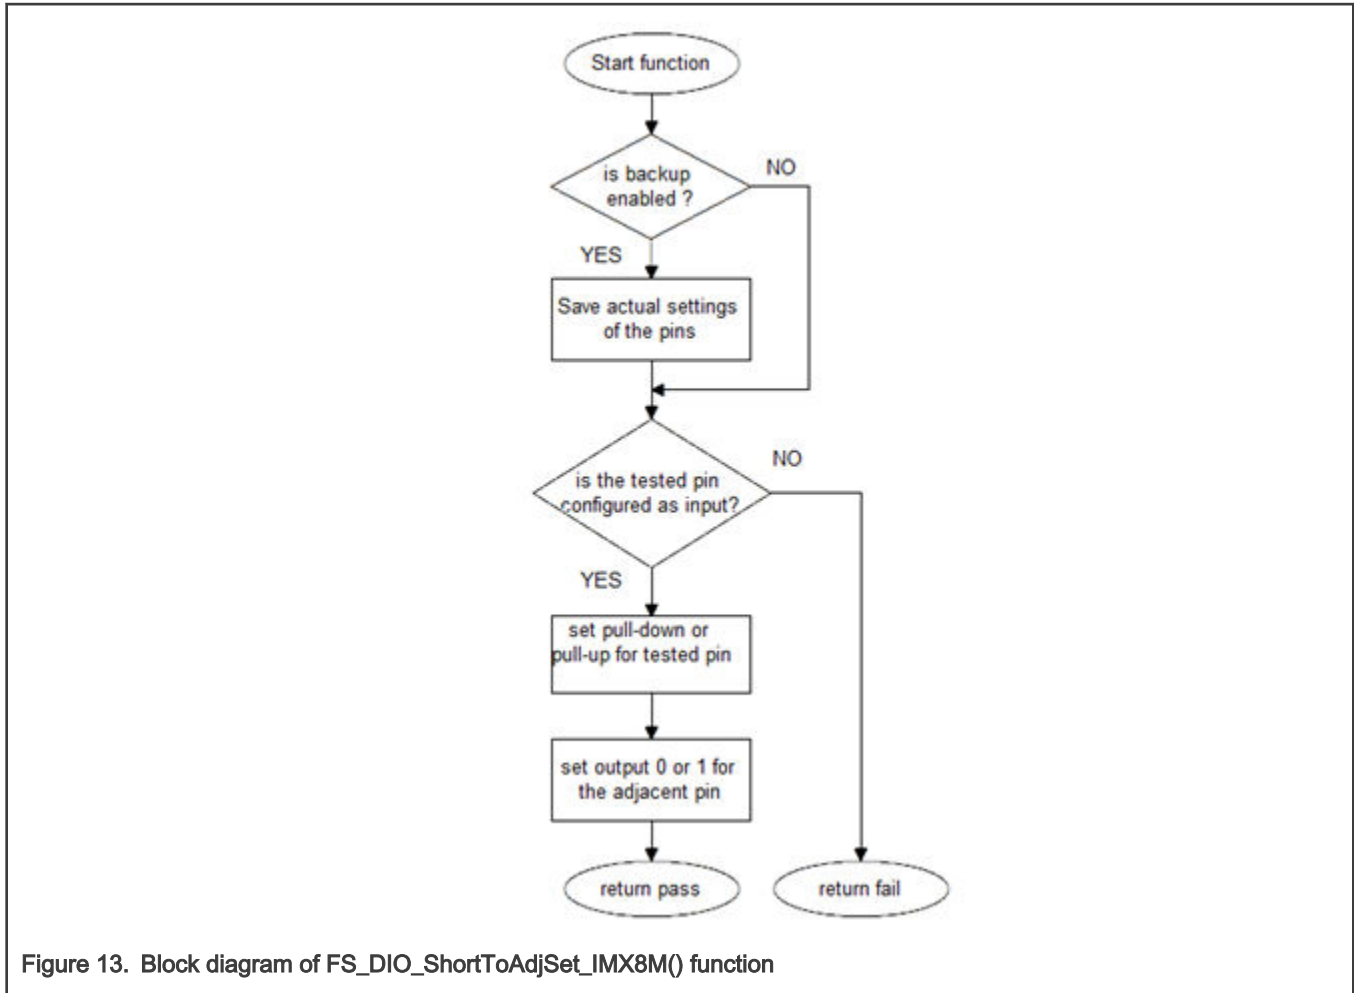 Start function
is backup
enabled ?
NO
YES
Save actual settings
of the pins
is the tested pin
configured as input?
NO
YES
set pull-down or
pull-up for tested pin
set output 0 or 1 for
the adjacent pin
return pass
return fail
Figure 13. Block diagram of FS_DIO_ShortToAdjSet_IMX8M() function